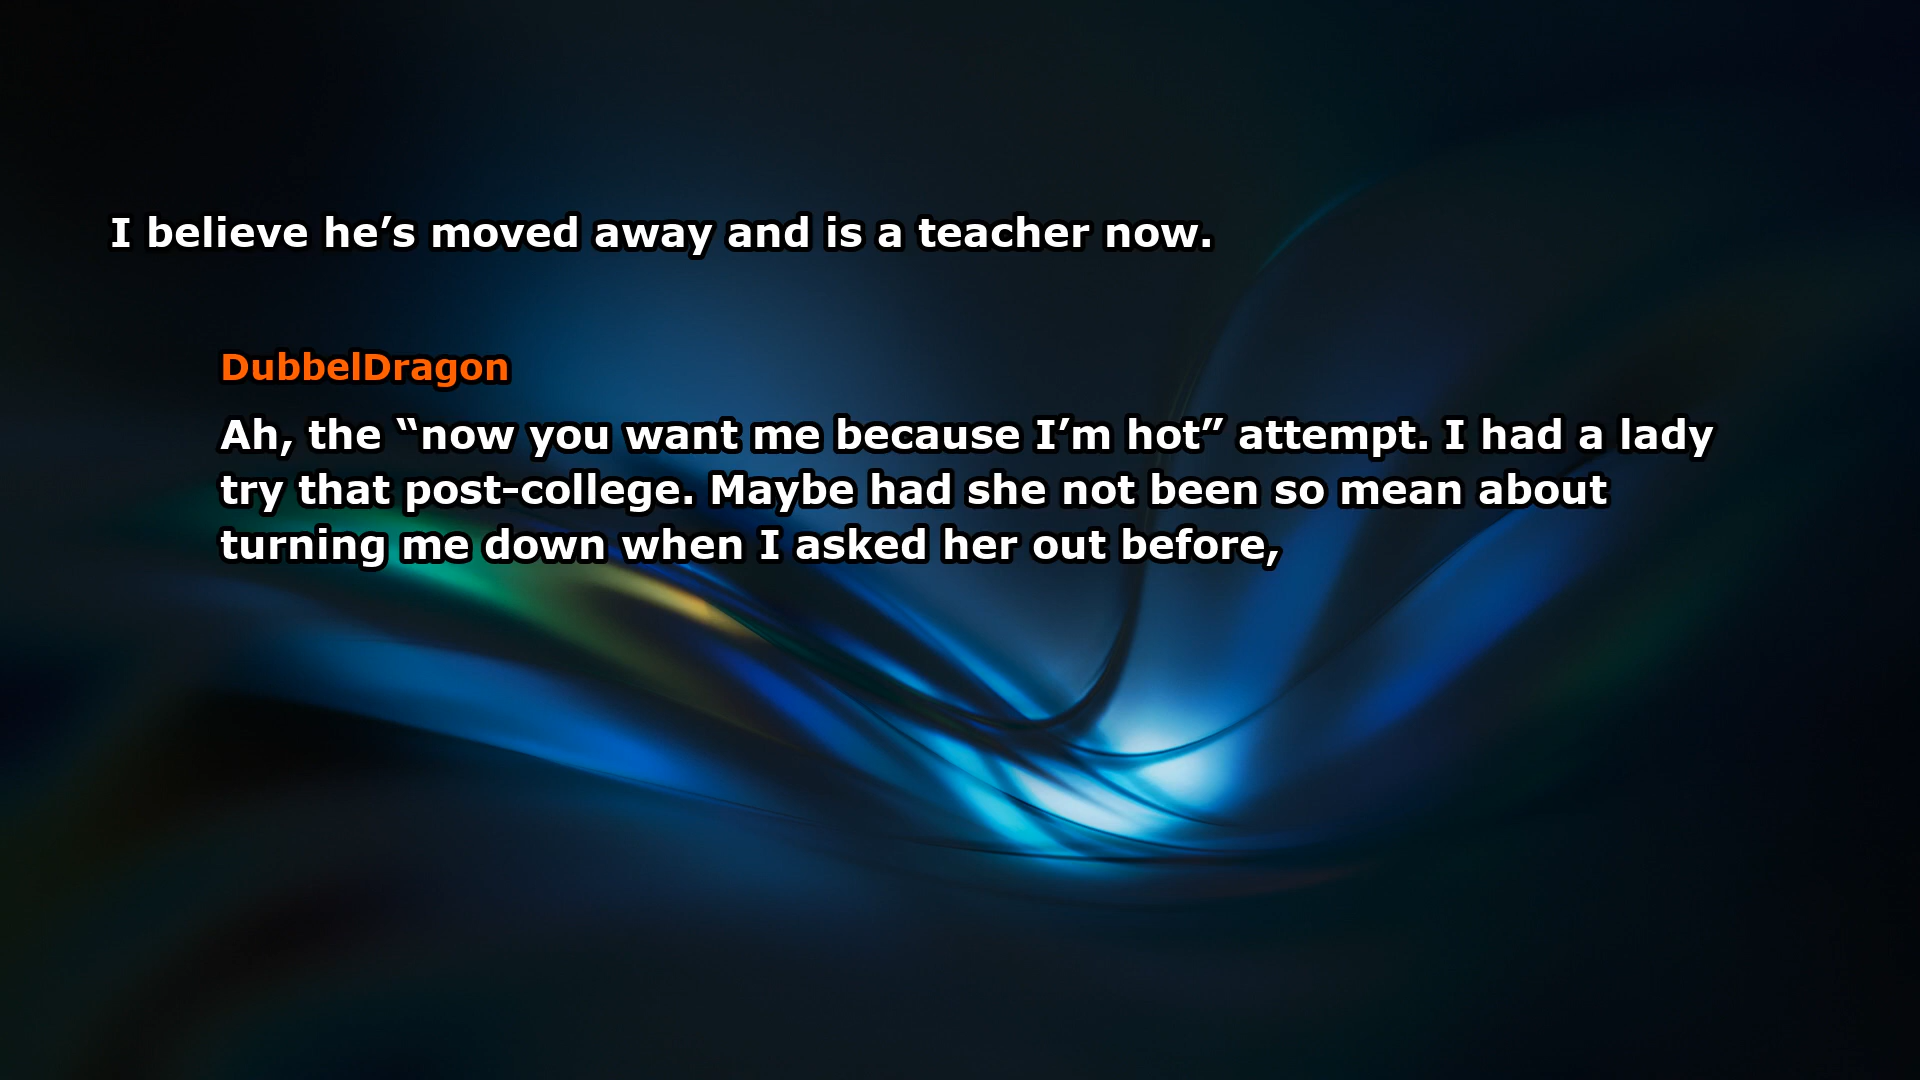 I believe he’s moved away and is a teacher now.
DubbelDragon
Ah, the “now you want me because I’m hot” attempt. I had a lady
try that post-college. Maybe had she not been so mean about
turning me down when I asked her out before,